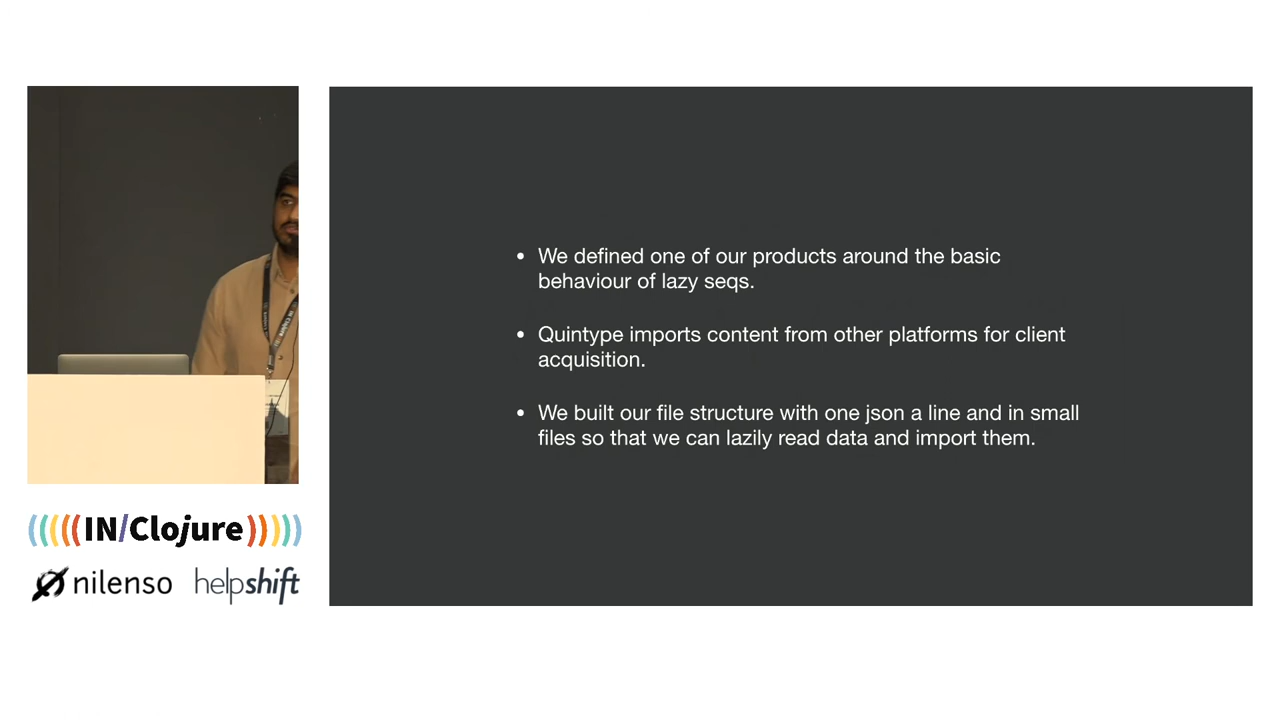 We defined one of our products around the basic
behaviour of lazy seqs.
Quintype imports content from other platforms for client
acquisition.
We built our file structure with one json a line and in small
files so that we can lazily read data and import them.
(((((IN/Clojure)))))
nilenso
helpshift